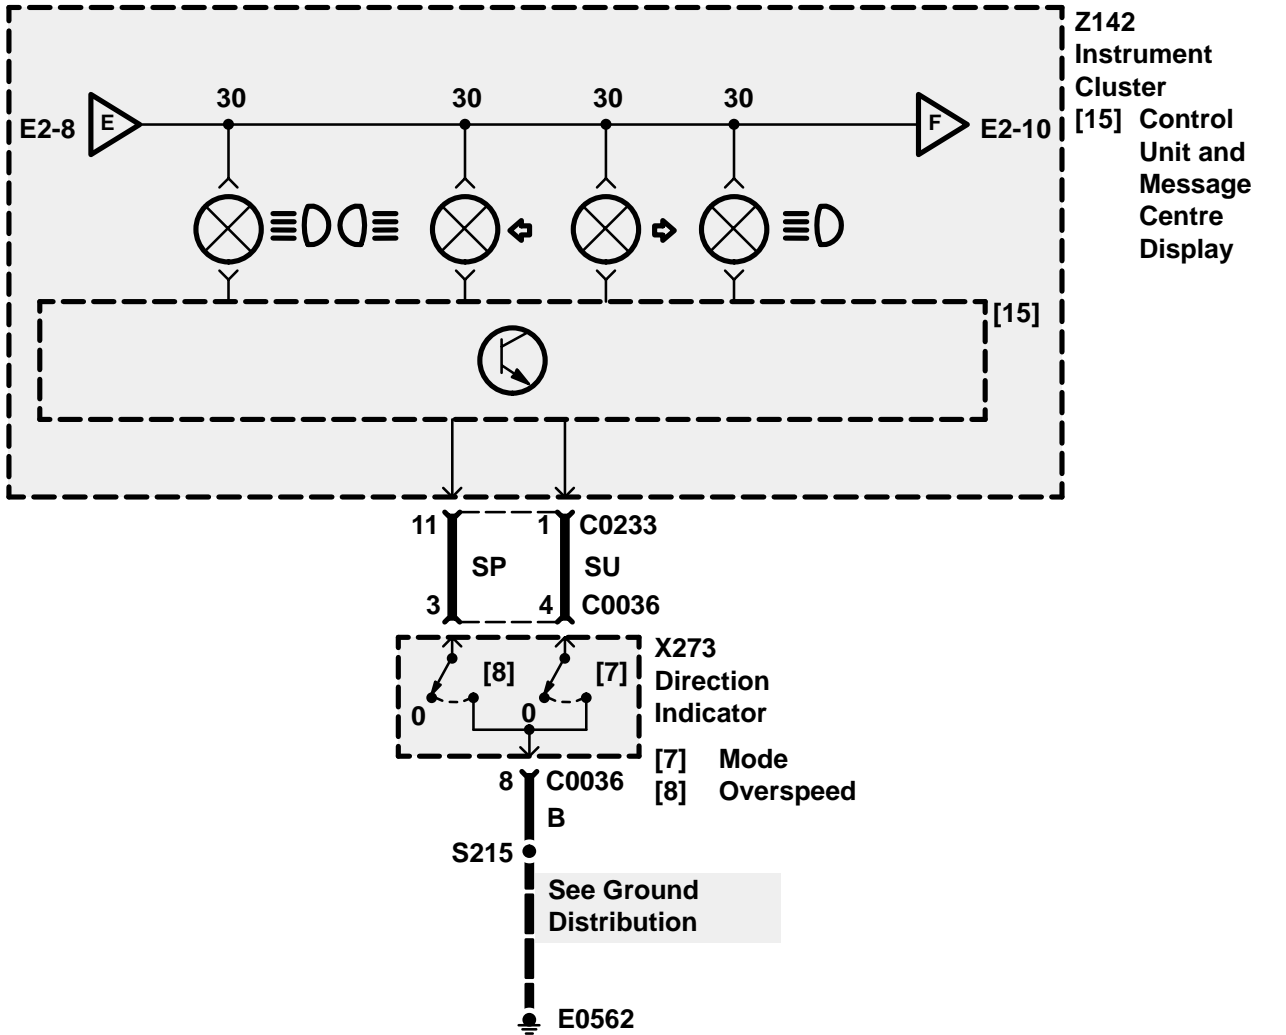 Z142
Instrument
Cluster
[15] Control
Unit and
Message
Centre
Display
30 30 30 30
E2-8 E F E2-10
[15]
11 1 C0233
SP SU
3 4 C0036
X273
Direction
Indicator
[8] [7]
0 0
[7] Mode
[8] Overspeed
8 C0036
B
S215
See Ground
Distribution
E0562